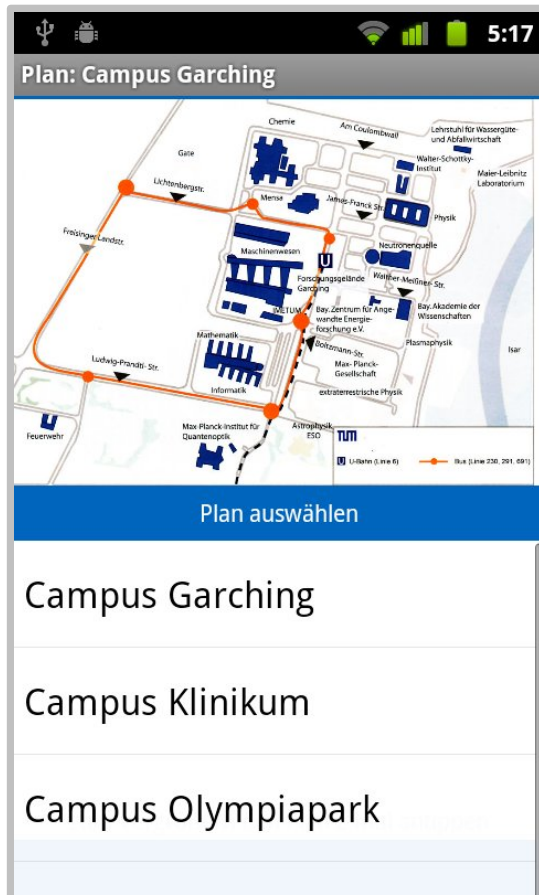 5:17
Plan: Campus Garching
Chemie
Am Coulombwall
Lehrstuhl für Wassergüte-
und Abfallwirtschaft
Gate
Walter-Schottky-
Institut
Maier-Leibnitz
Laboratorium
Lichtenbergstr.
Mensa
James-Franck Str.
Physik
Freisinger Landstr.
Maschinenwesen
U
Neutronenquelle
Forschungsgelände
Garching
Walther-Meißner- Str.
IMETUM
Bay. Zentrum für Ange-
wandte Energie-
forschung e.V.
Bay. Akademie der
Wissenschaften
Mathematik
Boltzmann-Str.
Plasmaphysik
Isar
Ludwig-Prandtl- Str.
Max- Planck-
Gesellschaft
Informatik
extraterrestrische Physik
Feuerwehr
Max-Planck-Institut für
Quantenoptik
Astrophysik
ESO
TUM
U U-Bahn (Linie 6)
Bus (Linie 230, 291, 691)
Plan auswählen
Campus Garching
Campus Klinikum
Campus Olympiapark